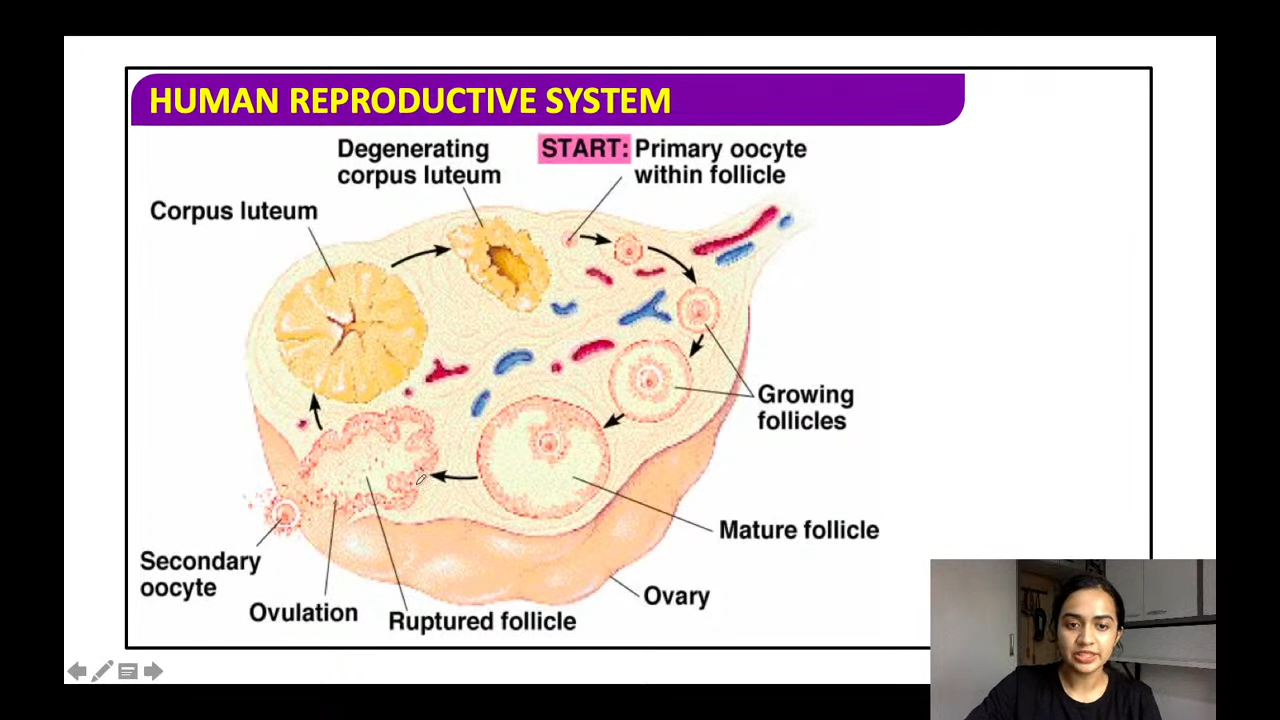 HUMAN REPRODUCTIVE SYSTEM
Degenerating
corpus luteum
START: Primary oocyte
within follicle
Corpus luteum
Growing
follicles
Mature follicle
Secondary
oocyte
Ovulation
Ruptured follicle
Ovary